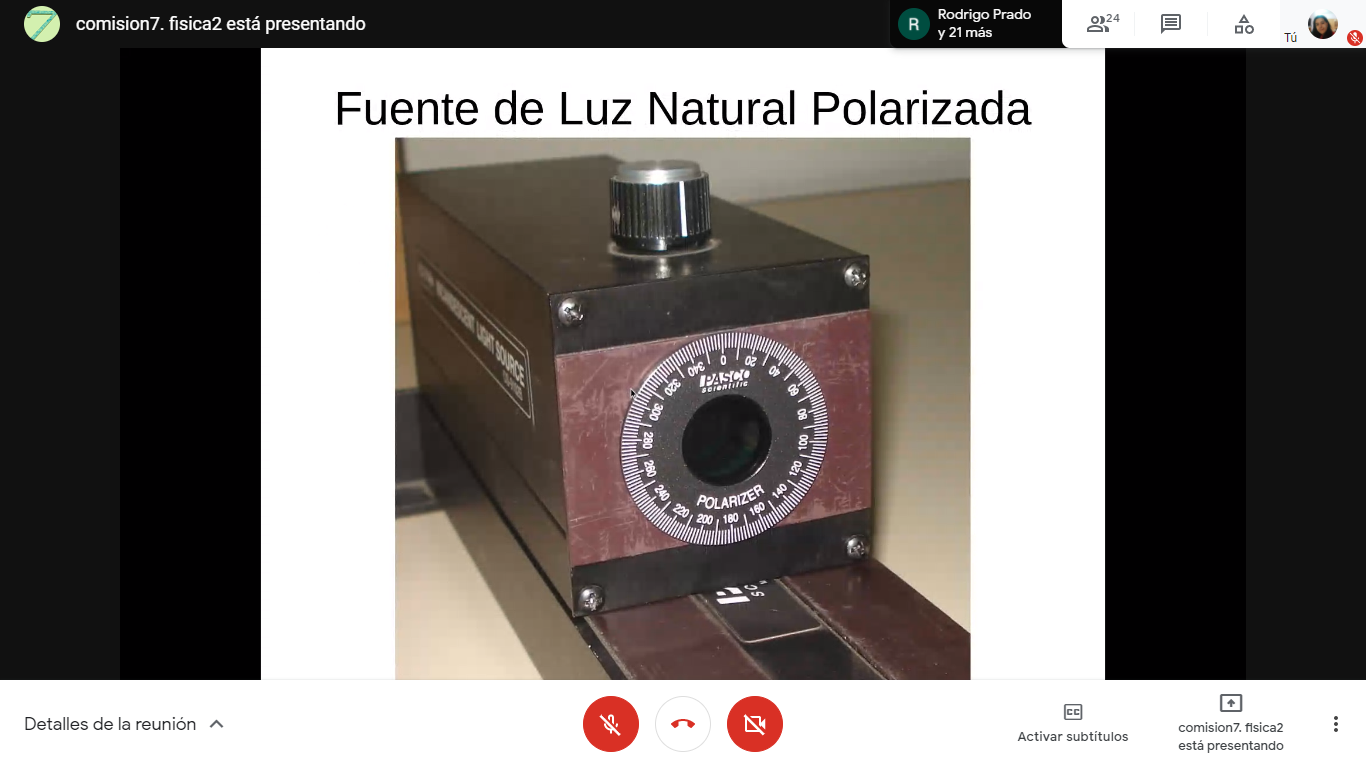 comision7. fisica2 está presentando
R
Rodrigo Prado
y 21 más
24
Tú
Fuente de Luz Natural Polarizada
INCANDESCENT LIGHT SOURCE
0
20
40
60
80
100
120
140
160
180
200
220
240
260
280
300
320
340
PASCO
scientific
POLARIZER
Detalles de la reunión
CC
Activar subtítulos
comision7. fisica2
está presentando